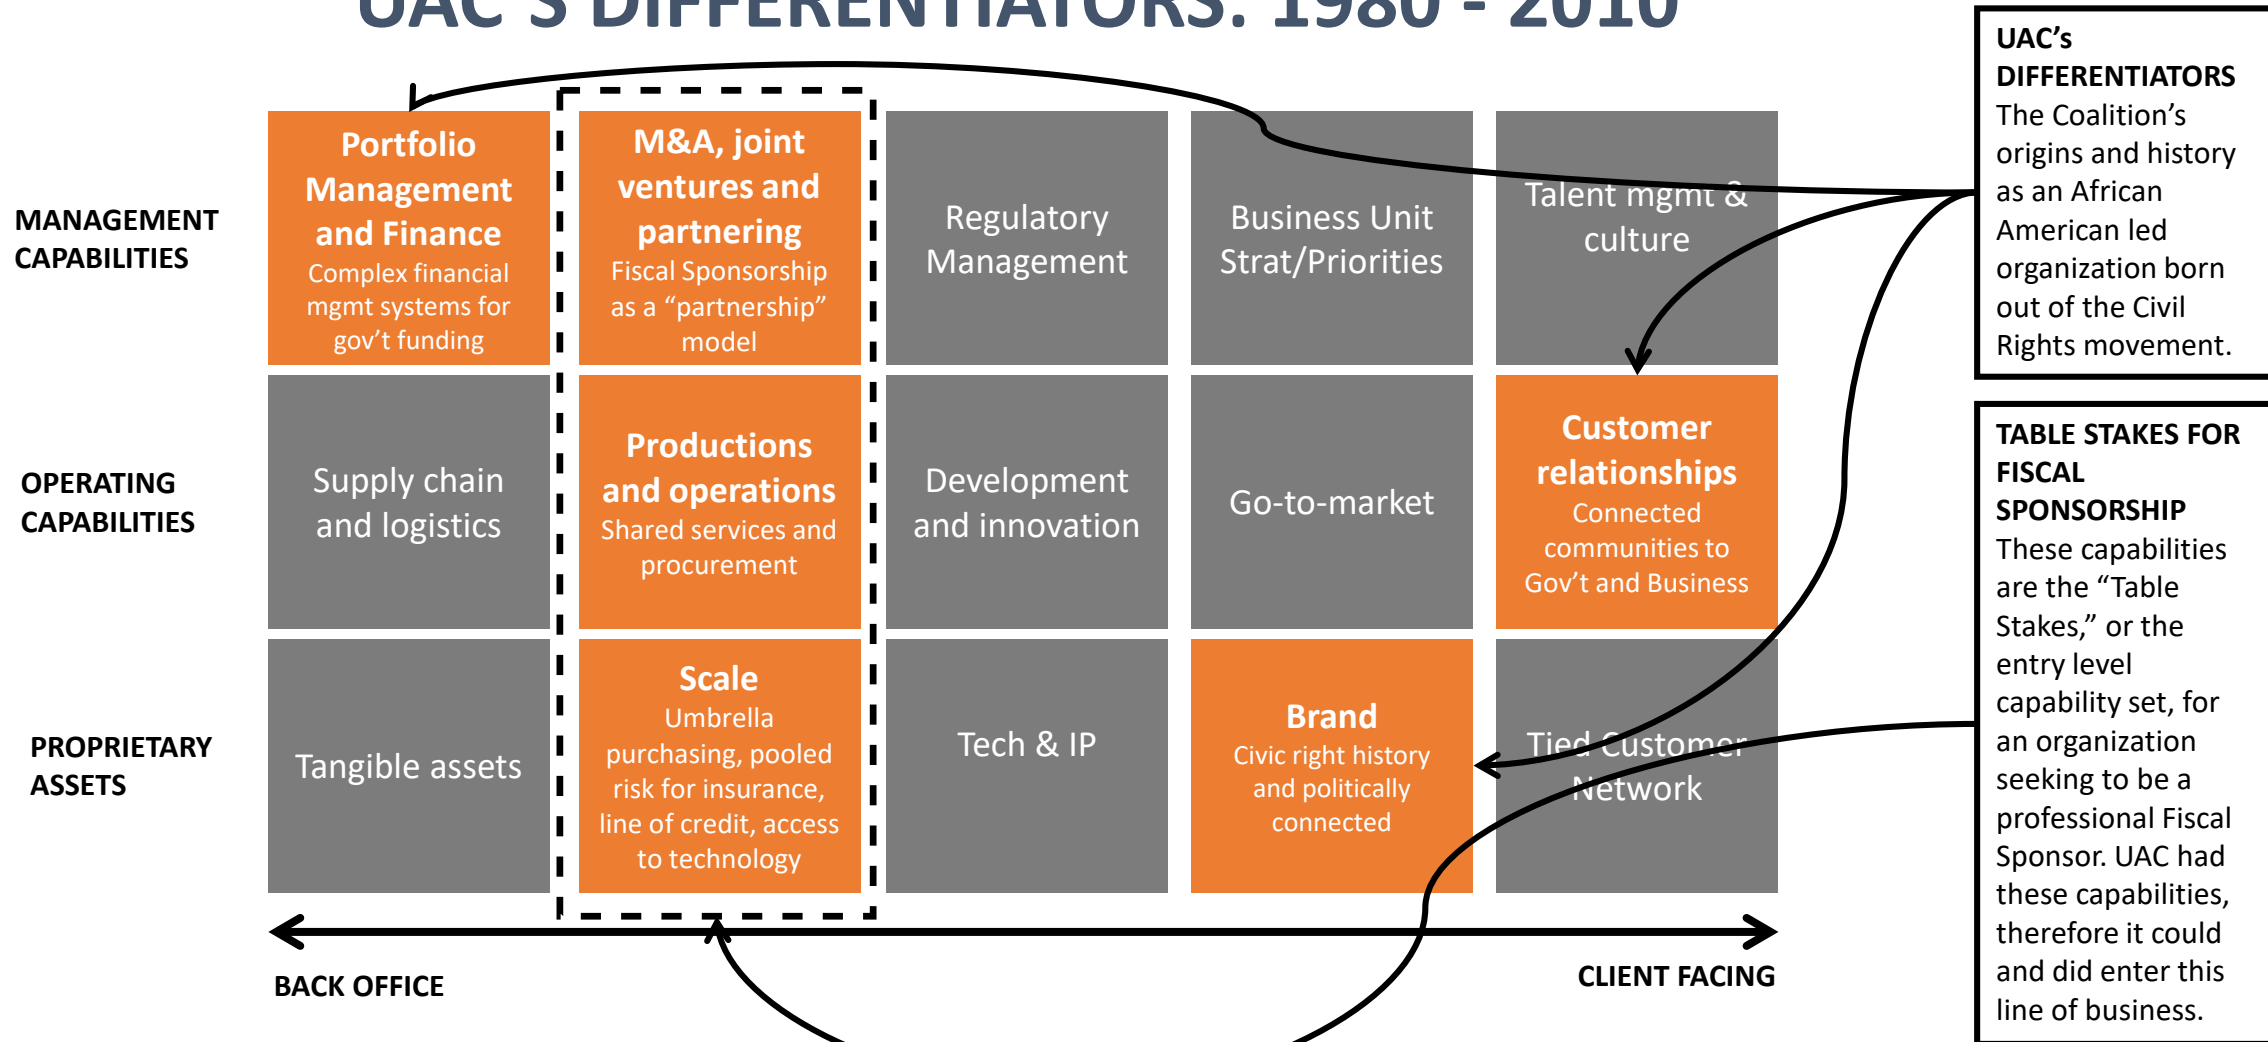 UAC'S DIFFERENTIATORS: 1980 - 2010
MANAGEMENT
CAPABILITIES
Portfolio
Management
and Finance
Complex financial
mgmt systems for
gov't funding
M&A, joint
ventures and
partnering
Fiscal Sponsorship
as a “partnership”
model
Regulatory
Management
Business Unit
Strat/Priorities
Talent mgmt &
culture
OPERATING
CAPABILITIES
Supply chain
and logistics
Productions
and operations
Shared services and
procurement
Development
and innovation
Go-to-market
Customer
relationships
Connected
communities to
Gov't and Business
PROPRIETARY
ASSETS
Tangible assets
Scale
Umbrella
purchasing, pooled
risk for insurance,
line of credit, access
to technology
Tech & IP
Brand
Civic right history
and politically
connected
Tied Customer
Network
BACK OFFICE
CLIENT FACING
UAC's
DIFFERENTIATORS
The Coalition's
origins and history
as an African
American led
organization born
out of the Civil
Rights movement.
TABLE STAKES FOR
FISCAL
SPONSORSHIP
These capabilities
are the “Table
Stakes,” or the
entry level
capability set, for
an organization
seeking to be a
professional Fiscal
Sponsor. UAC had
these capabilities,
therefore it could
and did enter this
line of business.